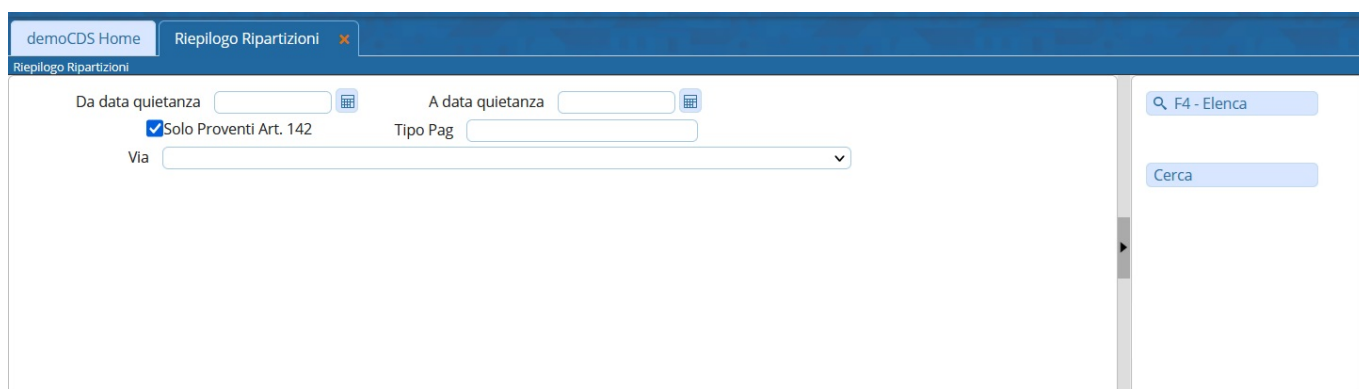 demoCDS Home Riepilogo Ripartizioni ×
Riepilogo Ripartizioni
Da data quietanza A data quietanza F4 - Elenca
Solo Proventi Art. 142 Tipo Pag
Via
Cerca